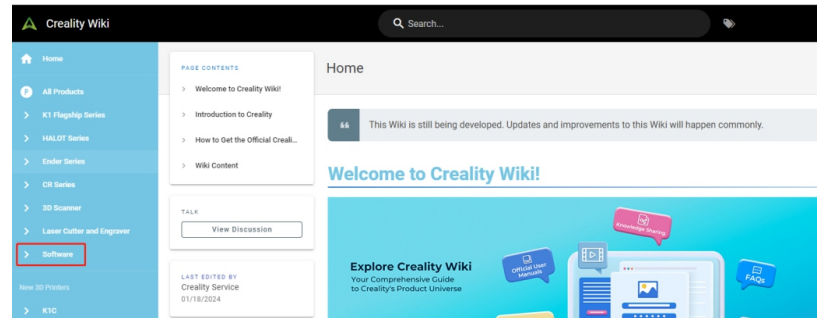 Creality Wiki
Search...
Home
All Products
K1 Flagship Series
HALOT Series
Ender Series
CR Series
3D Scanner
Laser Cutter and Engraver
Software
New 3D Printers
K1C
PAGE CONTENTS
Welcome to Creality Wiki!
Introduction to Creality
How to Get the Official Creali...
Wiki Content
TALK
View Discussion
LAST EDITED BY
Creality Service
01/18/2024
Home
This Wiki is still being developed. Updates and improvements to this Wiki will happen commonly.
Welcome to Creality Wiki!
Explore Creality Wiki
Your Comprehensive Guide
to Creality's Product Universe
Official User
Manuals
Knowledge Sharing
FAQs